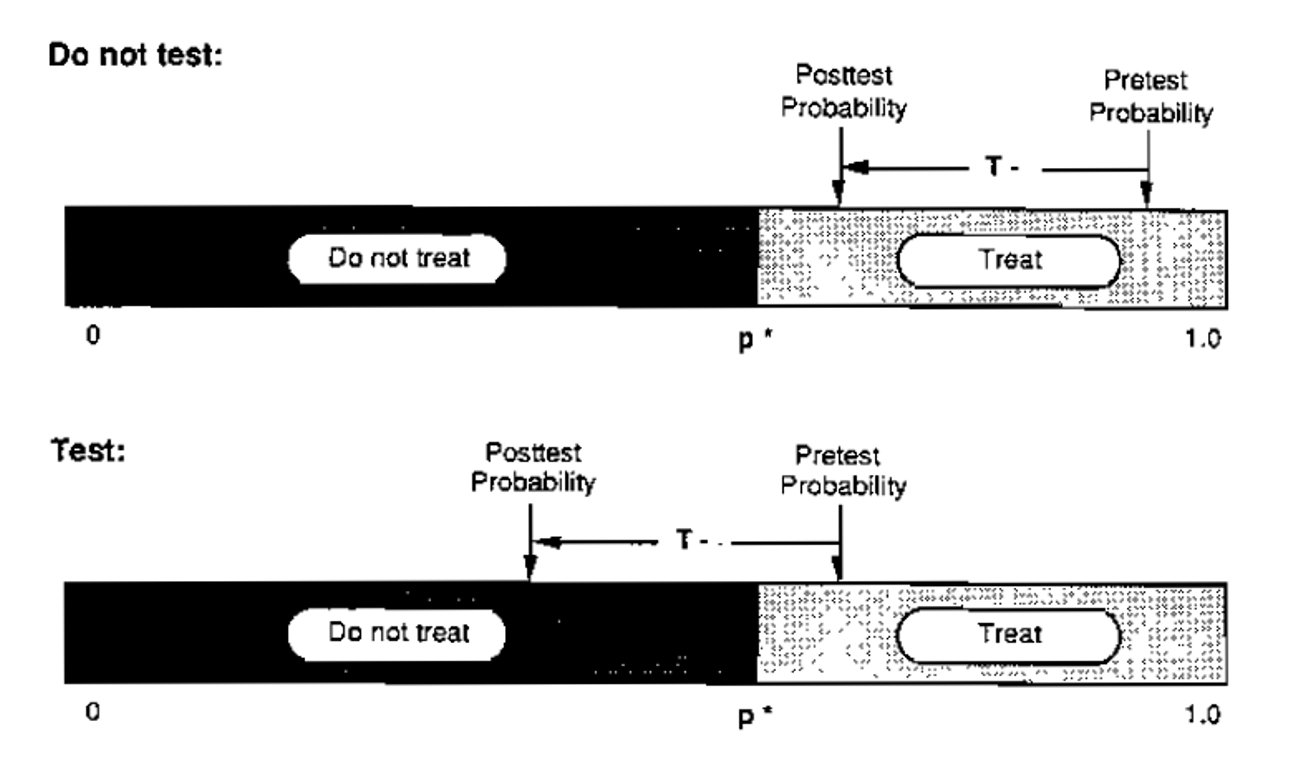 Do not test:
Posttest
Probability
Pretest
Probability
T -
Do not treat
Treat
0
p *
1.0
Test:
Posttest
Probability
Pretest
Probability
T -
Do not treat
Treat
0
p *
1.0